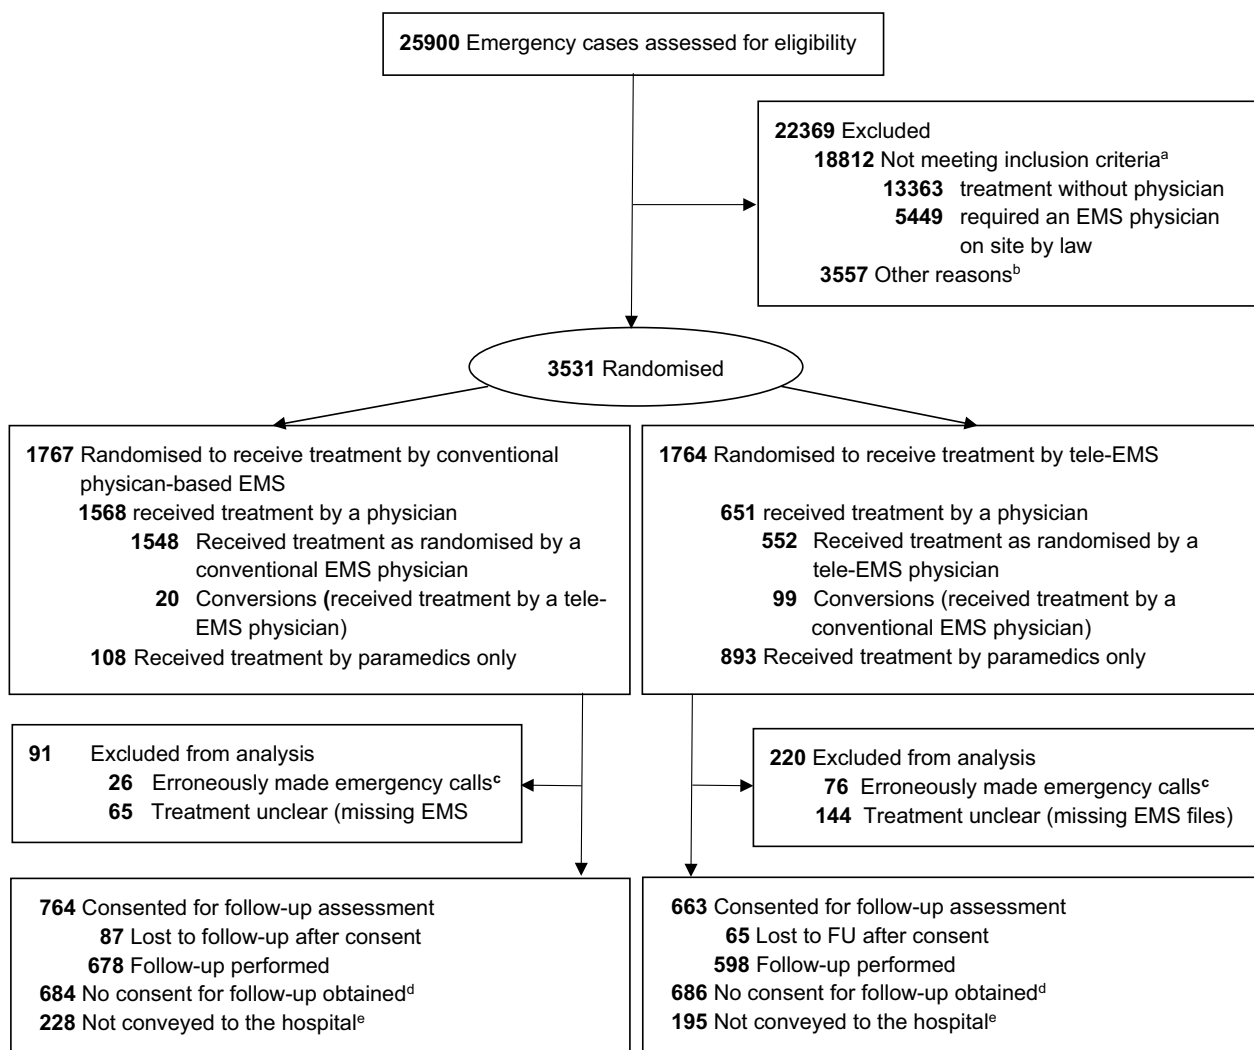 25900 Emergency cases assessed for eligibility
22369 Excluded
18812 Not meeting inclusion criteriaᵃ
13363 treatment without physician
5449 required an EMS physician
on site by law
3557 Other reasonsᵇ
3531 Randomised
1767 Randomised to receive treatment by conventional
physican-based EMS
1568 received treatment by a physician
1548 Received treatment as randomised by a
conventional EMS physician
20 Conversions (received treatment by a tele-
EMS physician)
108 Received treatment by paramedics only
1764 Randomised to receive treatment by tele-EMS
651 received treatment by a physician
552 Received treatment as randomised by a
tele-EMS physician
99 Conversions (received treatment by a
conventional EMS physician)
893 Received treatment by paramedics only
91 Excluded from analysis
26 Erroneously made emergency callsᶜ
65 Treatment unclear (missing EMS
220 Excluded from analysis
76 Erroneously made emergency callsᶜ
144 Treatment unclear (missing EMS files)
764 Consented for follow-up assessment
87 Lost to follow-up after consent
678 Follow-up performed
684 No consent for follow-up obtainedᵈ
228 Not conveyed to the hospitalᵉ
663 Consented for follow-up assessment
65 Lost to FU after consent
598 Follow-up performed
686 No consent for follow-up obtainedᵈ
195 Not conveyed to the hospitalᵉ